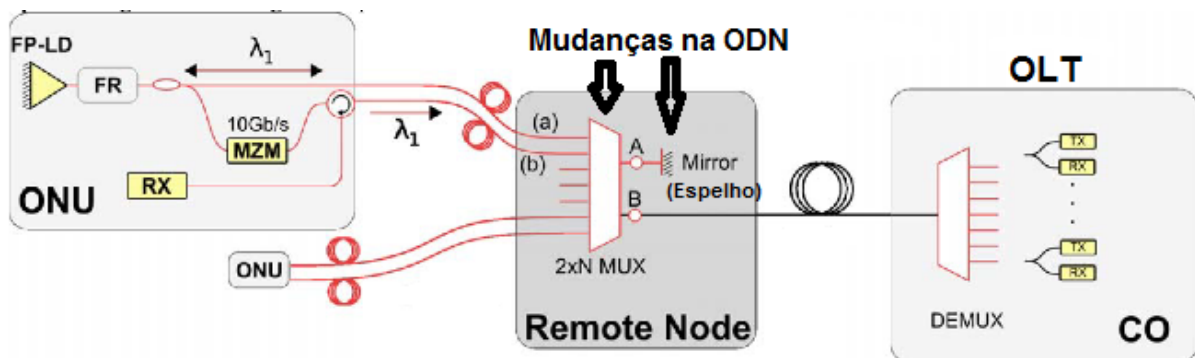 FP-LD
FR
λ1
10Gb/s
MZM
RX
ONU
λ1
ONU
Mudanças na ODN
(a)
(b)
A
Mirror
(Espelho)
B
2xN MUX
Remote Node
OLT
TX
RX
TX
RX
DEMUX
CO